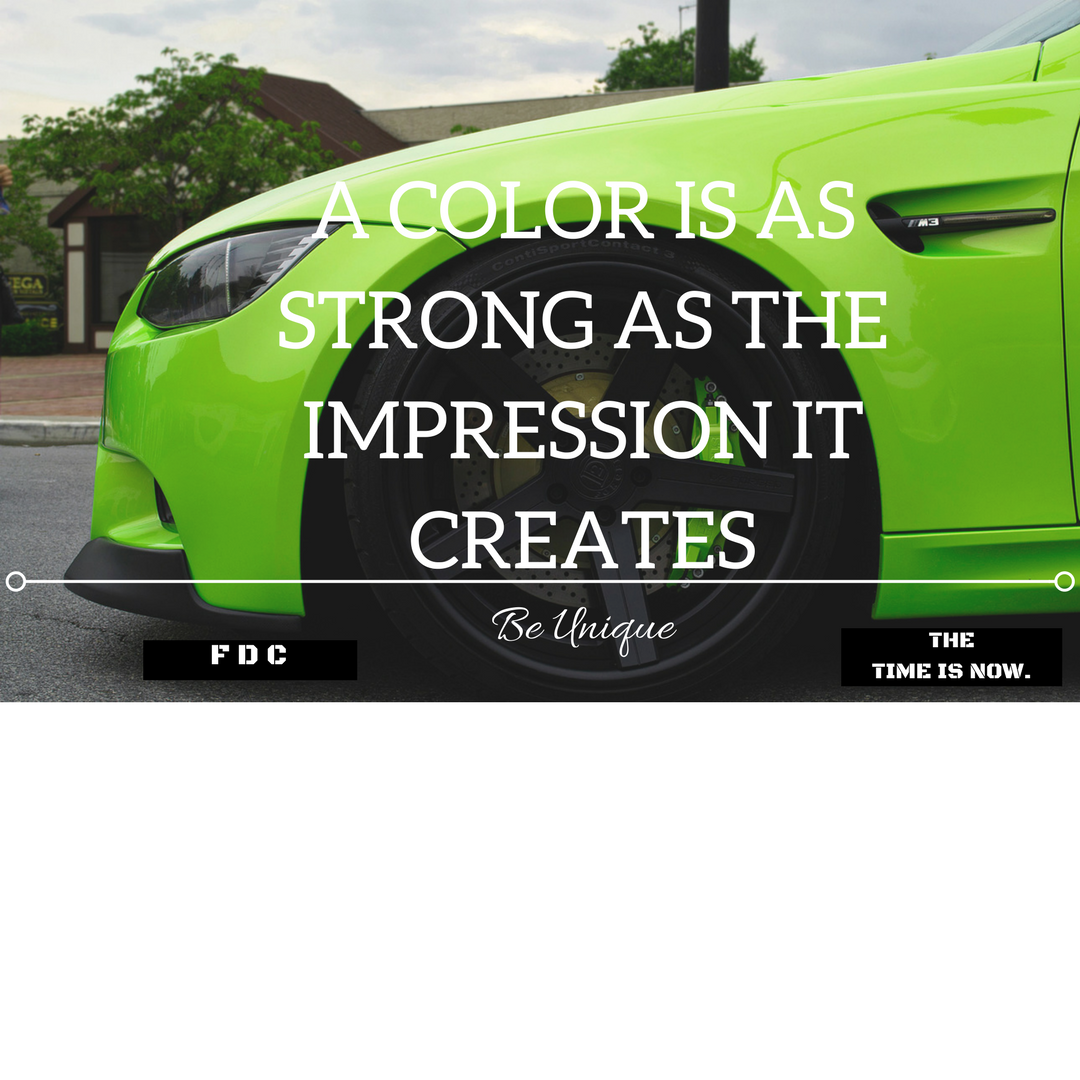 A COLOR IS AS
STRONG AS THE
IMPRESSION IT
CREATES
Be Unique
F D C
THE
TIME IS NOW.
M3
ContiSportContact 3